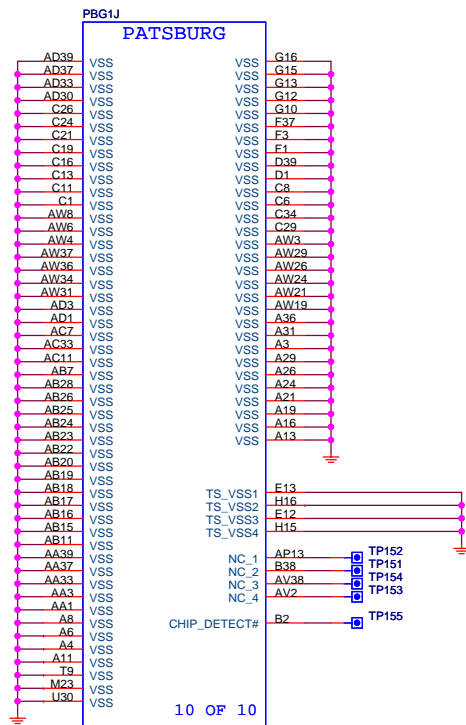 PBG1J
PATSBURG
AD39 VSS VSS G16
AD37 VSS VSS G15
AD33 VSS VSS G13
AD30 VSS VSS G12
C26 VSS VSS G10
C24 VSS VSS F37
C21 VSS VSS F3
C19 VSS VSS E1
C16 VSS VSS D39
C13 VSS VSS D1
C11 VSS VSS C8
C1 VSS VSS C6
AW8 VSS VSS C34
AW6 VSS VSS C29
AW4 VSS VSS AW3
AW37 VSS VSS AW29
AW36 VSS VSS AW26
AW34 VSS VSS AW24
AW31 VSS VSS AW21
AD3 VSS VSS AW19
AD1 VSS VSS A36
AC7 VSS VSS A31
AC33 VSS VSS A3
AC11 VSS VSS A29
AB7 VSS VSS A26
AB28 VSS VSS A24
AB26 VSS VSS A21
AB25 VSS VSS A19
AB24 VSS VSS A16
AB23 VSS VSS A13
AB22 VSS
AB20 VSS
AB19 VSS
AB18 VSS TS_VSS1 E13
AB17 VSS TS_VSS2 H16
AB16 VSS TS_VSS3 E12
AB15 VSS TS_VSS4 H15
AB11 VSS
AA39 VSS NC_1 AP13 TP152
AA37 VSS NC_2 B38 TP151
AA33 VSS NC_3 AV38 TP154
AA3 VSS NC_4 AV2 TP153
AA1 VSS
A8 VSS CHIP_DETECT# B2 TP155
A6 VSS
A4 VSS
A11 VSS
T9 VSS
M23 VSS
U30 VSS
10 OF 10